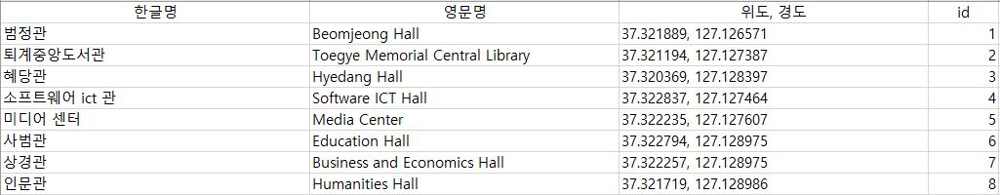 한글명 영문명 위도, 경도 id
범정관 Beomjeong Hall 37.321889, 127.126571 1
퇴계중앙도서관 Toegye Memorial Central Library 37.321194, 127.127387 2
혜당관 Hyedang Hall 37.320369, 127.128397 3
소프트웨어 ict 관 Software ICT Hall 37.322837, 127.127464 4
미디어 센터 Media Center 37.322235, 127.127607 5
사범관 Education Hall 37.322794, 127.128975 6
상경관 Business and Economics Hall 37.322257, 127.128975 7
인문관 Humanities Hall 37.321719, 127.128986 8